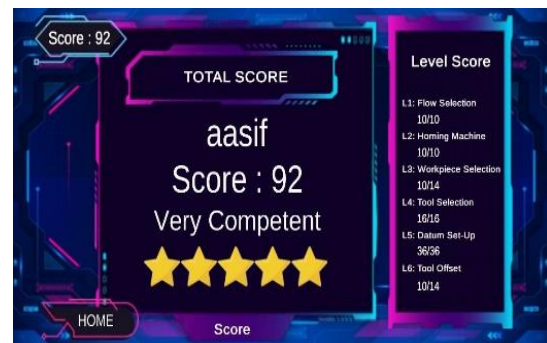 Score : 92
TOTAL SCORE
aasif
Score : 92
Very Competent
HOME
Score
Level Score
L1: Flow Selection
10/10
L2: Homing Machine
10/10
L3: Workpiece Selection
10/14
L4: Tool Selection
16/16
L5: Datum Set-Up
36/36
L6: Tool Offset
10/14